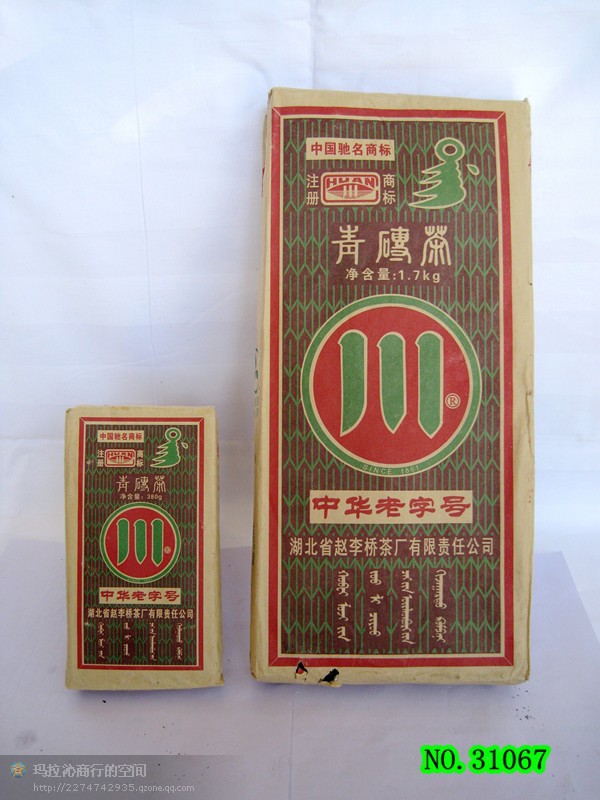 中国驰名商标
注册
HUAN
商标
青磚茶
净含量:1.7kg
川®
SINCE 1861
中华老字号
湖北省赵李桥茶厂有限责任公司
中国驰名商标
注册
HUAN
商标
青磚茶
净含量: 380g
川®
中华老字号
湖北省赵李桥茶厂有限责任公司
玛拉沁商行的空间
http://2274742935.qzone.qq.com
NO.31067